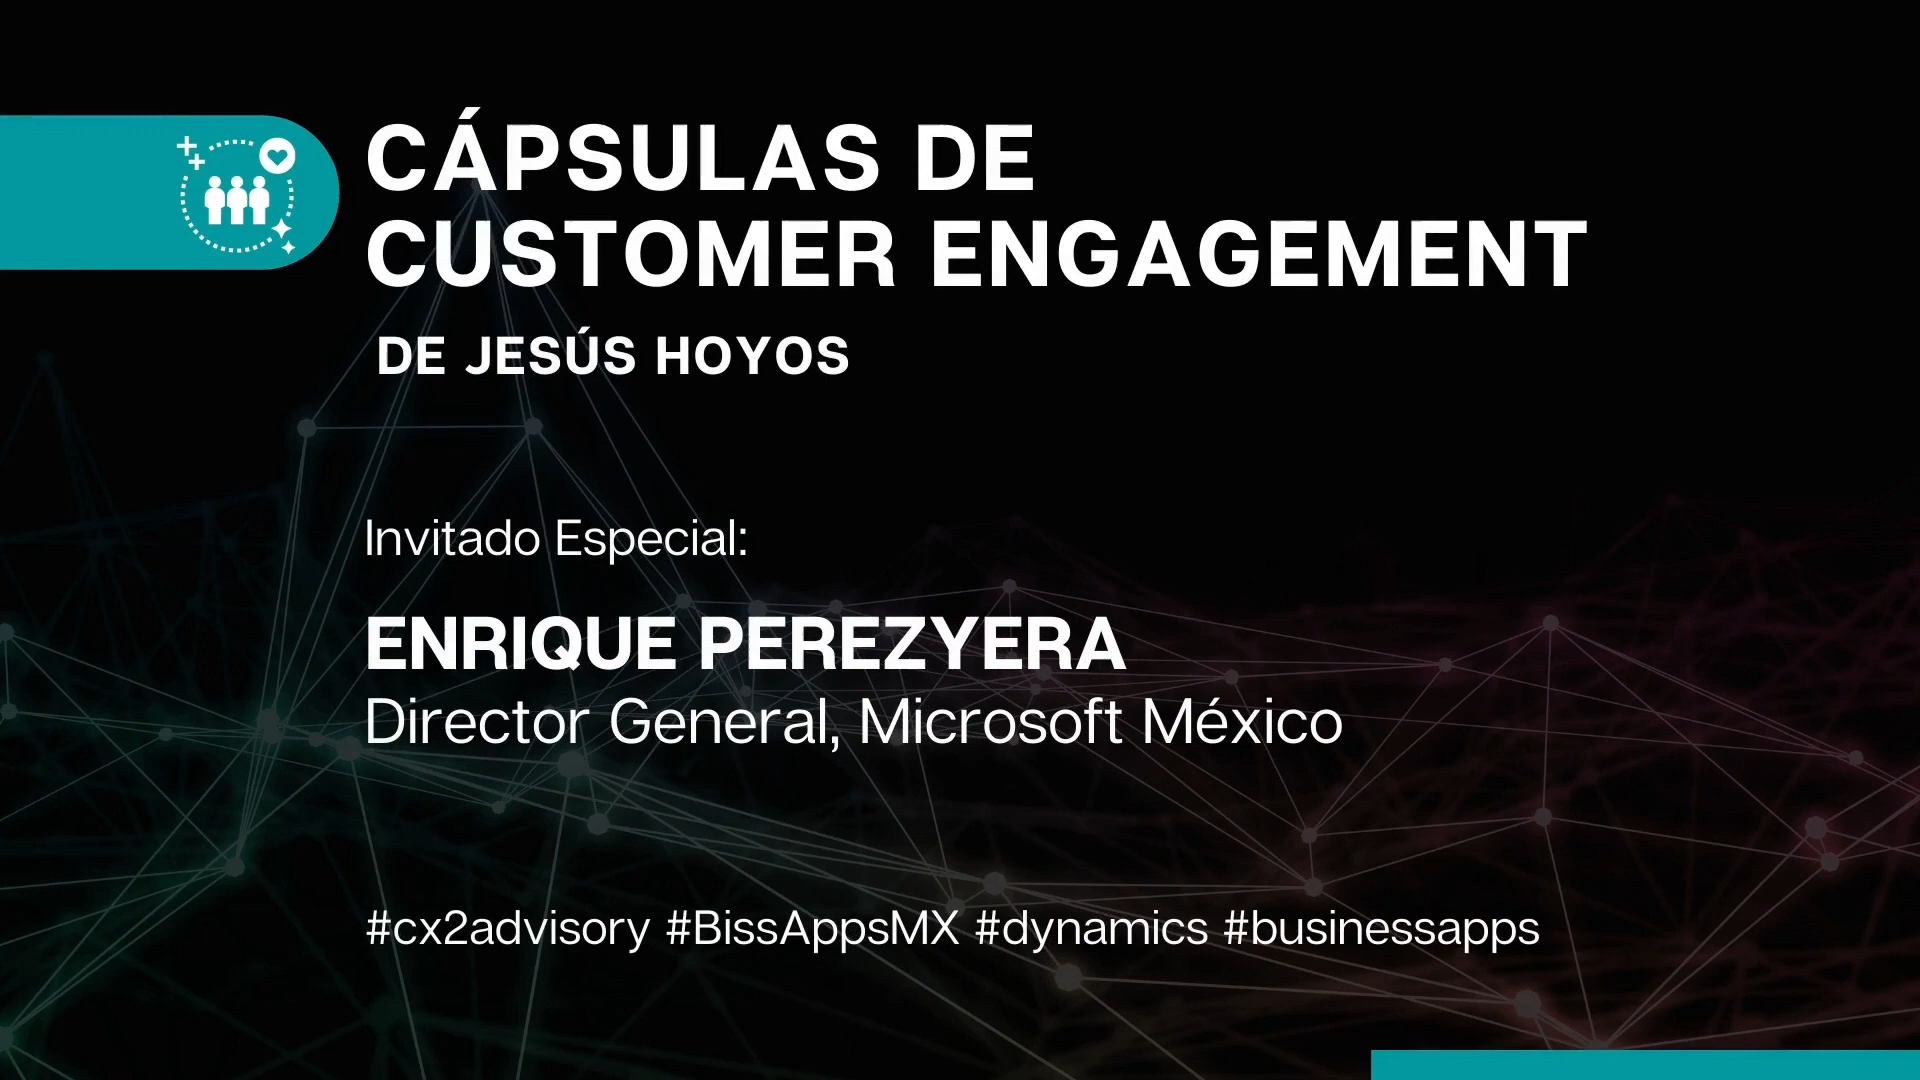 CÁPSULAS DE
CUSTOMER ENGAGEMENT
DE JESÚS HOYOS
Invitado Especial:
ENRIQUE PEREZYERA
Director General, Microsoft México
#cx2advisory #BissAppsMX #dynamics #businessapps